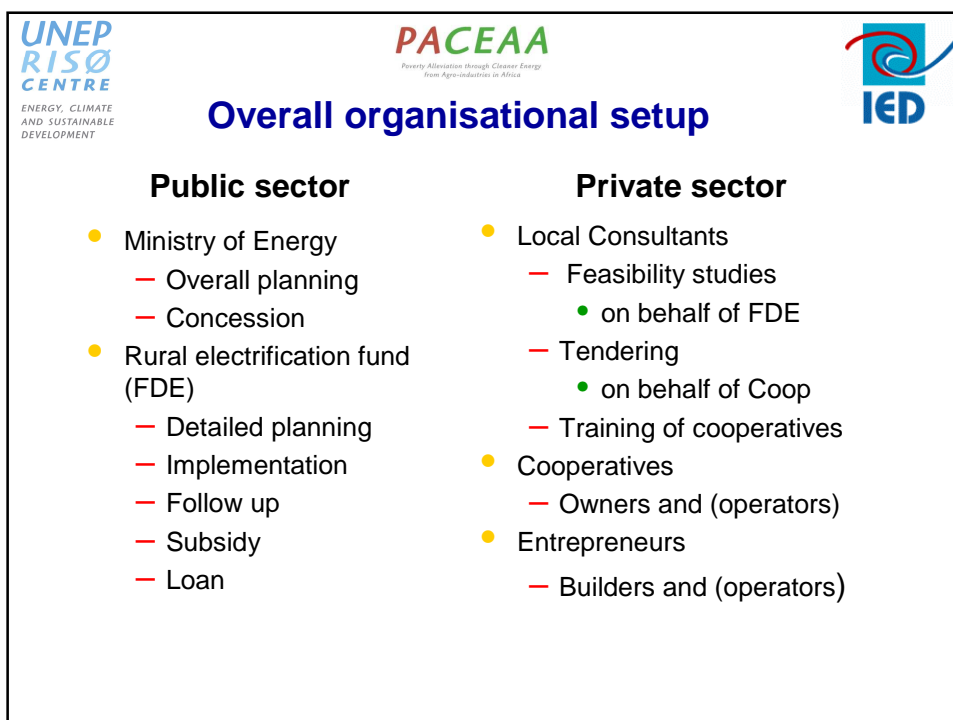 UNEP
RISØ
CENTRE
ENERGY, CLIMATE
AND SUSTAINABLE
DEVELOPMENT
PACEAA
Poverty Alleviation through Cleaner Energy
from Agro-industries in Africa
IED
Overall organisational setup
Public sector
• Ministry of Energy
– Overall planning
– Concession
• Rural electrification fund
(FDE)
– Detailed planning
– Implementation
– Follow up
– Subsidy
– Loan
Private sector
• Local Consultants
– Feasibility studies
• on behalf of FDE
– Tendering
• on behalf of Coop
– Training of cooperatives
• Cooperatives
– Owners and (operators)
• Entrepreneurs
– Builders and (operators)